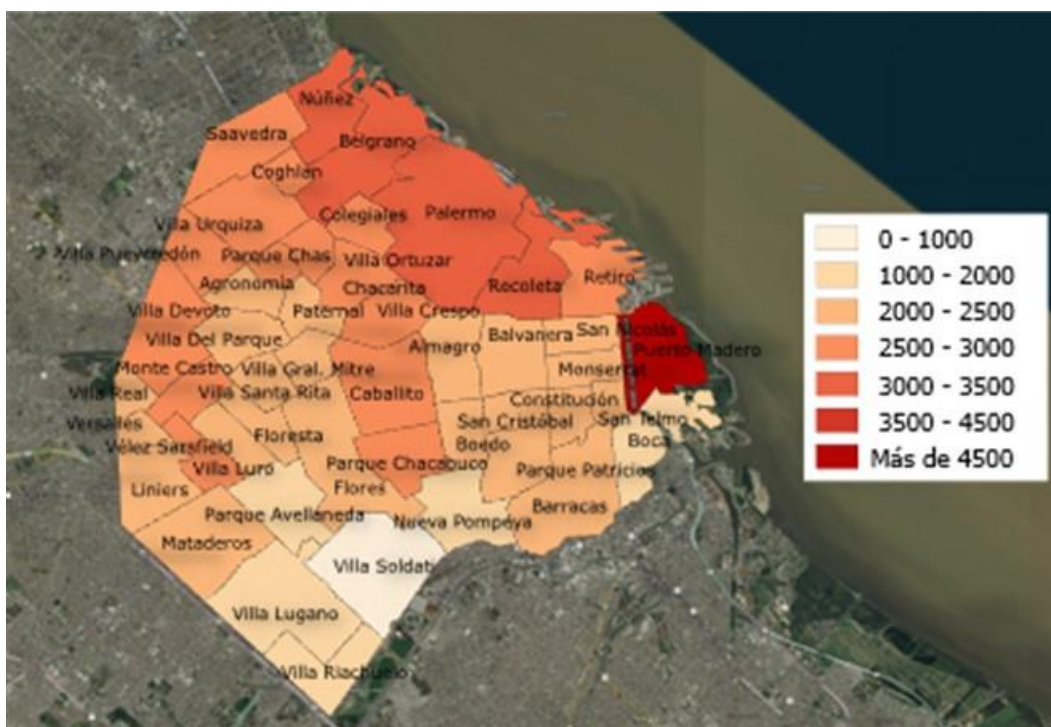 Núñez
Saavedra
Belgrano
Coghlan
Colegiales
Palermo
Villa Urquiza
Villa Pueyrredón
Parque Chas
Villa Ortuzar
Retiro
Agronomía
Chacarita
Recoleta
Villa Devoto
Paternal
Villa Crespo
San Nicolás
Villa Del Parque
Almagro
Balvanera
Puerto Madero
Monte Castro
Villa Gral. Mitre
Monserrat
Villa Real
Villa Santa Rita
Caballito
Constitución
Versalles
San Cristóbal
San Telmo
Vélez Sarsfield
Floresta
Boedo
Boca
Villa Luro
Parque Chacabuco
Parque Patricios
Liniers
Flores
Barracas
Parque Avellaneda
Nueva Pompeya
Mataderos
Villa Soldati
Villa Lugano
Villa Riachuelo
0 - 1000
1000 - 2000
2000 - 2500
2500 - 3000
3000 - 3500
3500 - 4500
Más de 4500